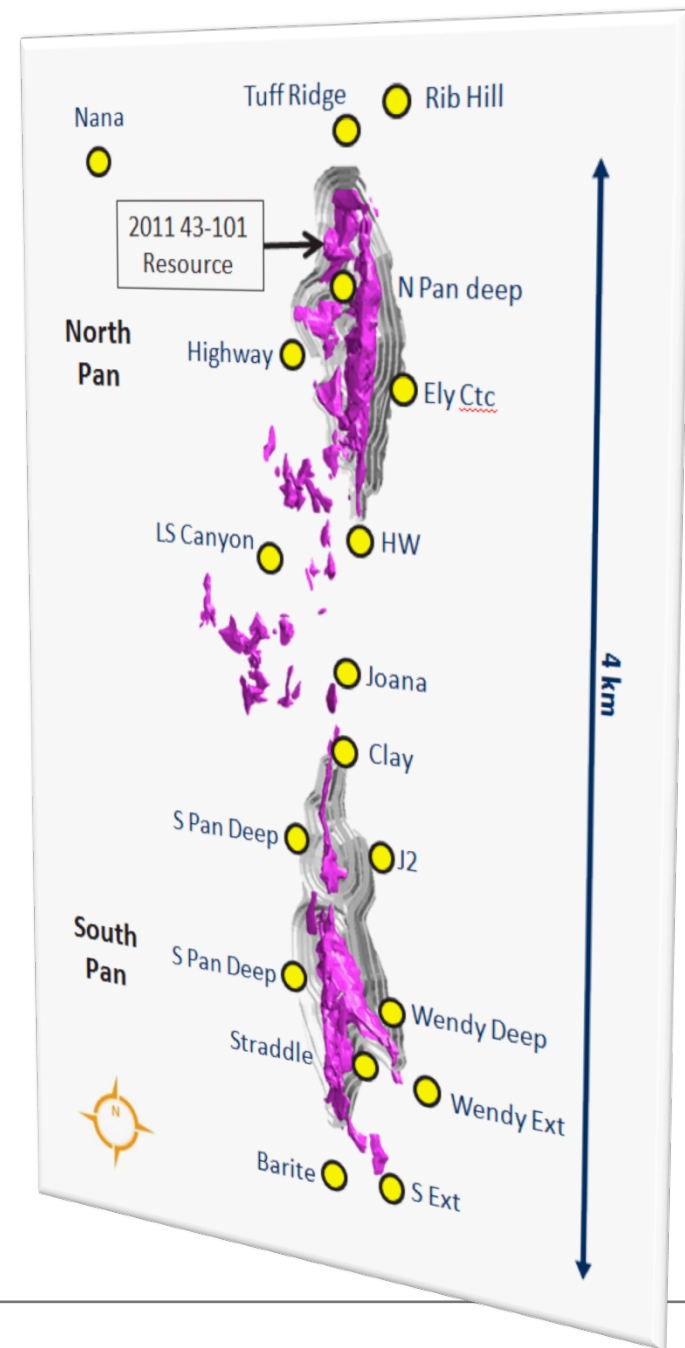 Tuff Ridge
Rib Hill
Nana
2011 43-101
Resource
N Pan deep
North
Pan
Highway
Ely Ctc
LS Canyon
HW
Joana
4 km
Clay
S Pan Deep
J2
South
Pan
S Pan Deep
Wendy Deep
Straddle
Wendy Ext
N
Barite
S Ext